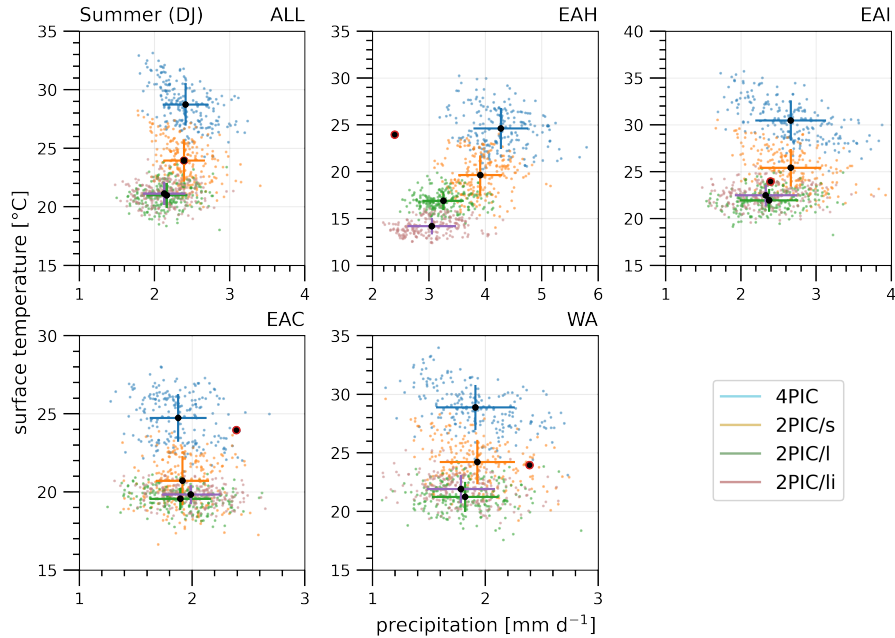 Summer (DJ) ALL EAH EAI
35 35 40
30 30 35
25 25 30
20 20 25
15 15 20
10 15
1 2 3 4 2 3 4 5 6 1 2 3 4
surface temperature [°C]
EAC WA
30 35
25 30
20 25
15 20
15
1 2 3 1 2 3
precipitation [mm d⁻¹]
4PIC
2PIC/s
2PIC/l
2PIC/li